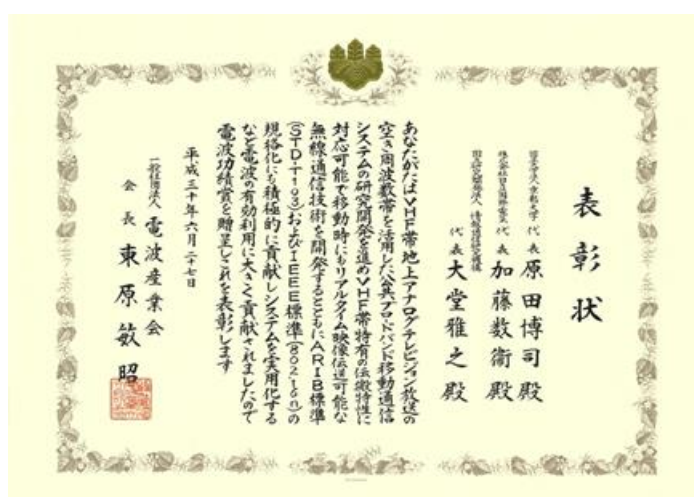 表彰状
国立大学法人 京都大学 代表 原田博司 殿
株式会社日立国際電気 代表 加藤数衞 殿
国立研究開発法人 情報通信研究機構 代表 大堂雅之 殿
あなたがたはVHF帯地上アナログテレビジョン放送の
空き周波数帯を活用した公共ブロードバンド移動通信
システムの研究開発を進めVHF帯特有の伝搬特性に
対応可能で移動時にもリアルタイム映像伝送可能な
無線通信技術を開発するとともにARIB標準
(STD-T103)およびIEEE標準(802.16n)の
規格化にも積極的に貢献しシステムを実用化する
など電波の有効利用に大きく貢献されましたので
電波功績賞を贈呈しこれを表彰します
平成三十年六月二十七日
一般社団法人 電波産業会
会長 東原敏昭